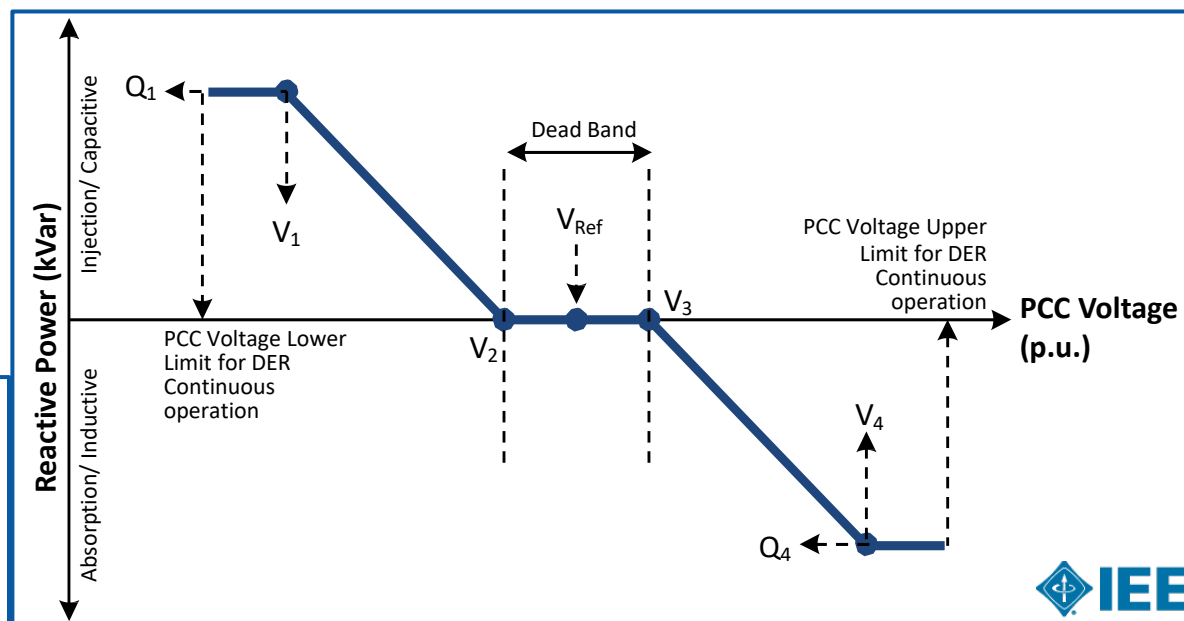 Reactive Power (kVar)
Injection/ Capacitive
Absorption/ Inductive
Q1
V1
Dead Band
VRef
V2
V3
PCC Voltage Lower
Limit for DER
Continuous
operation
PCC Voltage Upper
Limit for DER
Continuous
operation
PCC Voltage
(p.u.)
V4
Q4
IEE